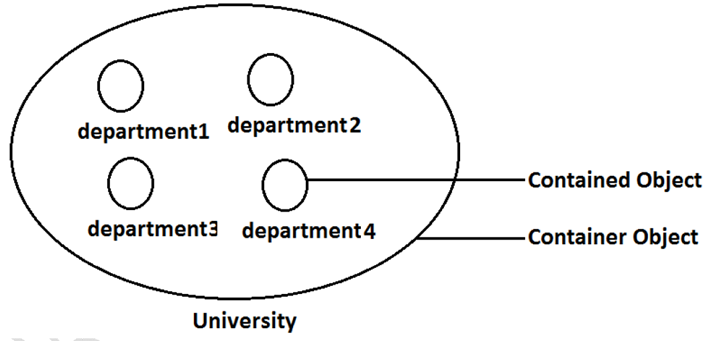 department1
department2
department3
department4
Contained Object
Container Object
University